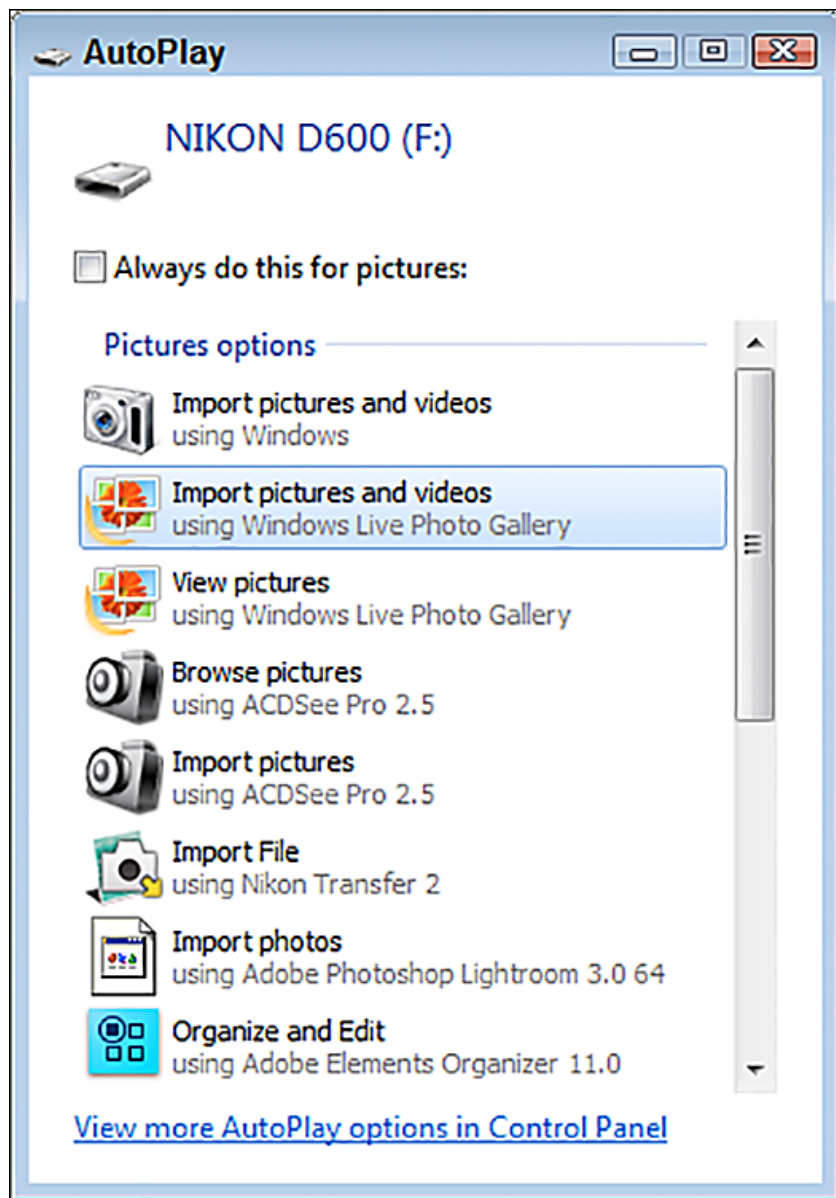 AutoPlay
NIKON D600 (F:)
Always do this for pictures:
Pictures options
Import pictures and videos
using Windows
Import pictures and videos
using Windows Live Photo Gallery
View pictures
using Windows Live Photo Gallery
Browse pictures
using ACDSee Pro 2.5
Import pictures
using ACDSee Pro 2.5
Import File
using Nikon Transfer 2
Import photos
using Adobe Photoshop Lightroom 3.0 64
Organize and Edit
using Adobe Elements Organizer 11.0
View more AutoPlay options in Control Panel